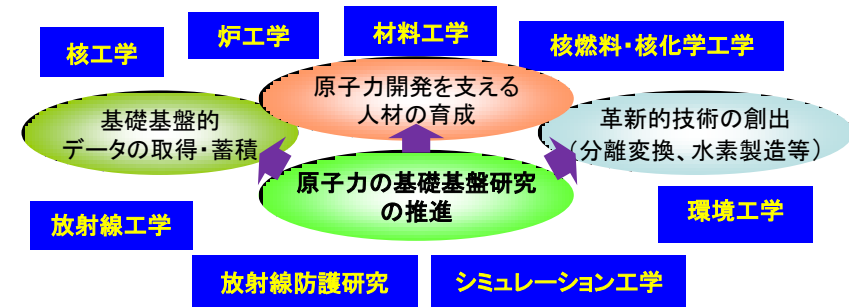 核工学
炉工学
材料工学
核燃料・核化学工学
基礎基盤的
データの取得・蓄積
原子力開発を支える
人材の育成
革新的技術の創出
(分離変換、水素製造等)
原子力の基礎基盤研究
の推進
放射線工学
環境工学
放射線防護研究
シミュレーション工学